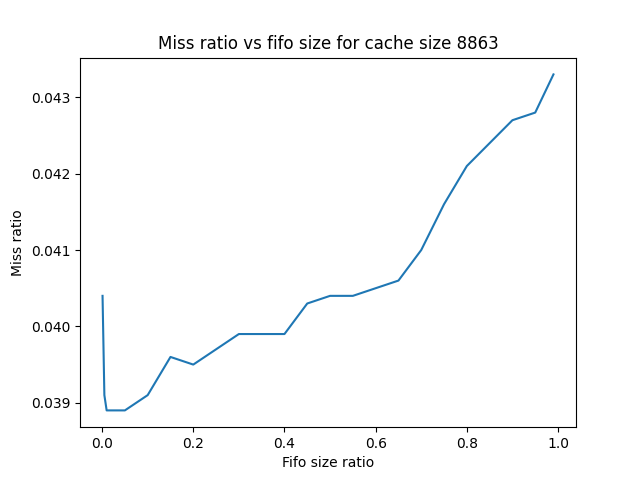 Miss ratio vs fifo size for cache size 8863
0.043
0.042
0.041
0.040
0.039
Miss ratio
0.0 0.2 0.4 0.6 0.8 1.0
Fifo size ratio